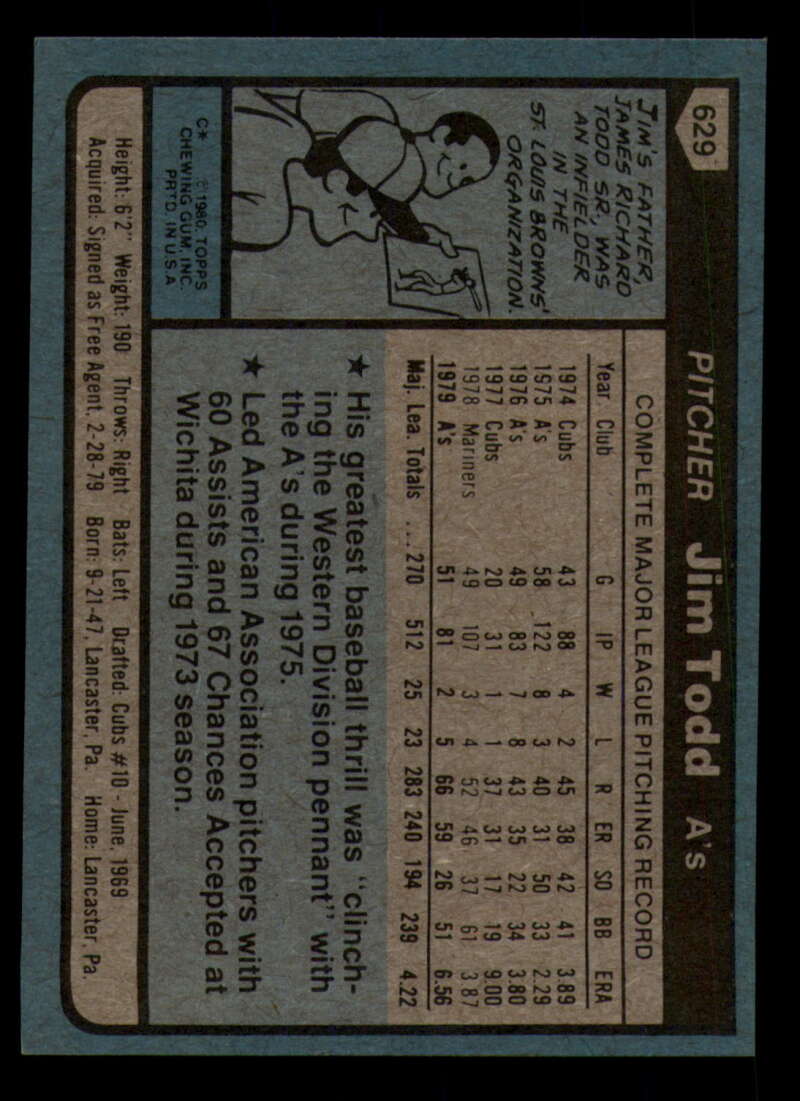 629
PITCHER Jim Todd A's
JIM'S FATHER,
JAMES RICHARD
TODD SR., WAS
AN INFIELDER
IN THE
ST. LOUIS BROWNS'
ORGANIZATION.
COMPLETE MAJOR LEAGUE PITCHING RECORD
Year Club G IP W L R ER SO BB ERA
1974 Cubs 43 88 4 2 45 38 42 41 3.89
1975 A's 58 122 8 3 40 31 50 33 2.29
1976 A's 49 83 7 8 43 35 22 34 3.80
1977 Cubs 20 31 1 1 37 31 17 19 9.00
1978 Mariners 49 107 3 4 52 46 37 61 3.87
1979 A's 51 81 2 5 66 59 26 51 6.56
Maj. Lea. Totals ... 270 512 25 23 283 240 194 239 4.22
★ His greatest baseball thrill was "clinch-
ing the Western Division pennant" with
the A's during 1975.
★ Led American Association pitchers with
60 Assists and 67 Chances Accepted at
Wichita during 1973 season.
C* © 1980 TOPPS
CHEWING GUM, INC.
PRT'D. IN U.S.A
Height: 6'2" Weight: 190 Throws: Right Bats: Left Drafted: Cubs #10 - June, 1969
Acquired: Signed as Free Agent, 2-28-79 Born: 9-21-47, Lancaster, Pa. Home: Lancaster, Pa.